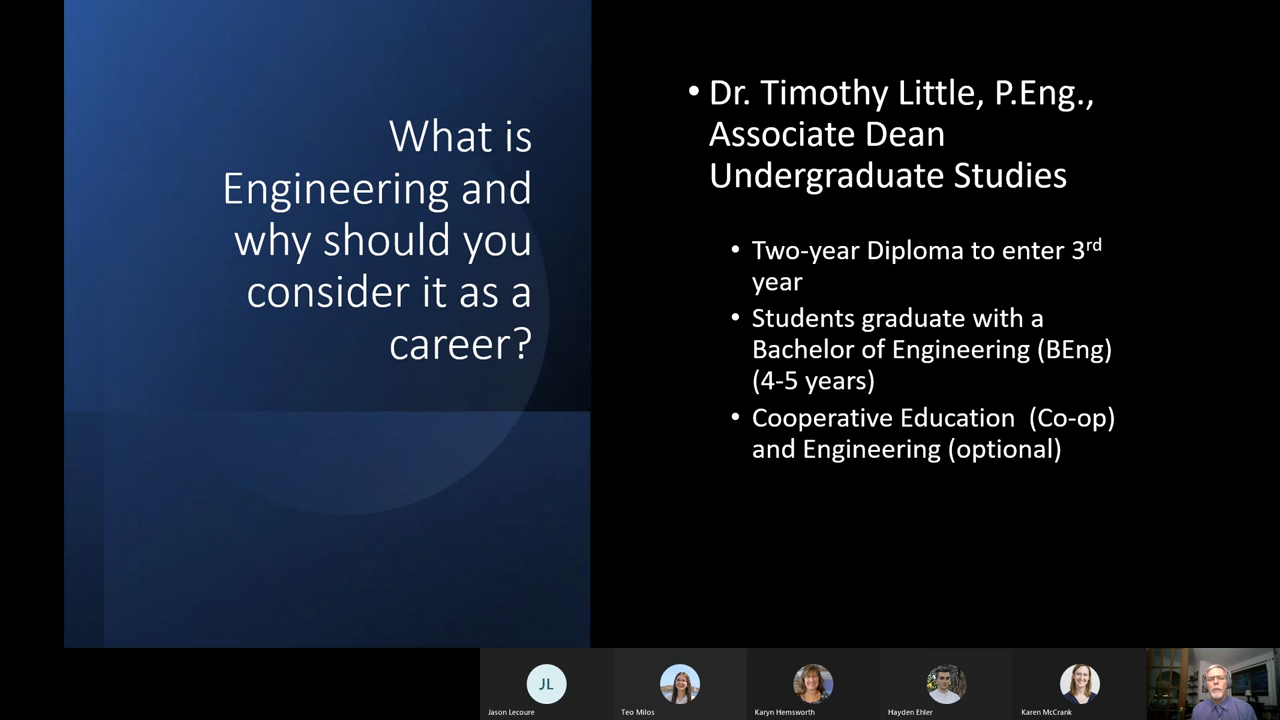 What is
Engineering and
why should you
consider it as a
career?
• Dr. Timothy Little, P.Eng.,
Associate Dean
Undergraduate Studies
• Two-year Diploma to enter 3rd
year
• Students graduate with a
Bachelor of Engineering (BEng)
(4-5 years)
• Cooperative Education (Co-op)
and Engineering (optional)
JL
Jason Lecoure
Teo Milos
Karyn Hemsworth
Hayden Ehler
Karen McCrank